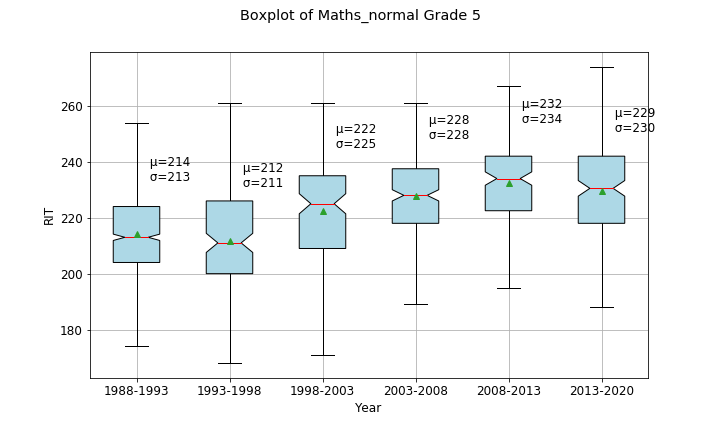 Boxplot of Maths_normal Grade 5
260
240
220
200
180
RIT
μ=214
σ=213
μ=212
σ=211
μ=222
σ=225
μ=228
σ=228
μ=232
σ=234
μ=229
σ=230
1988-1993 1993-1998 1998-2003 2003-2008 2008-2013 2013-2020
Year